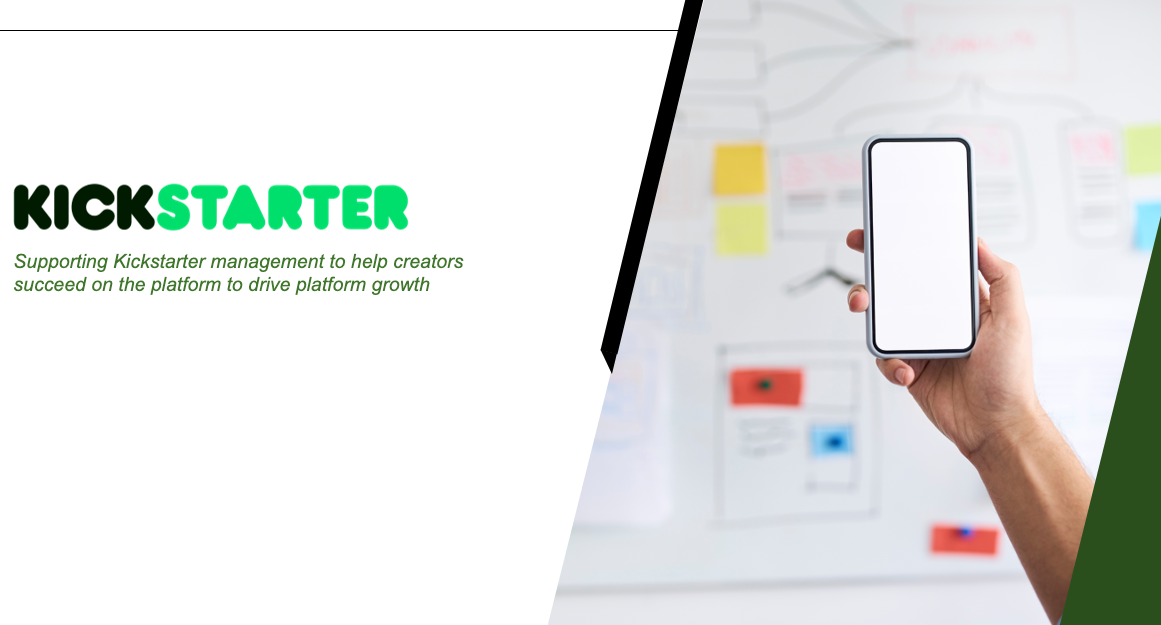 KICKSTARTER
Supporting Kickstarter management to help creators
succeed on the platform to drive platform growth